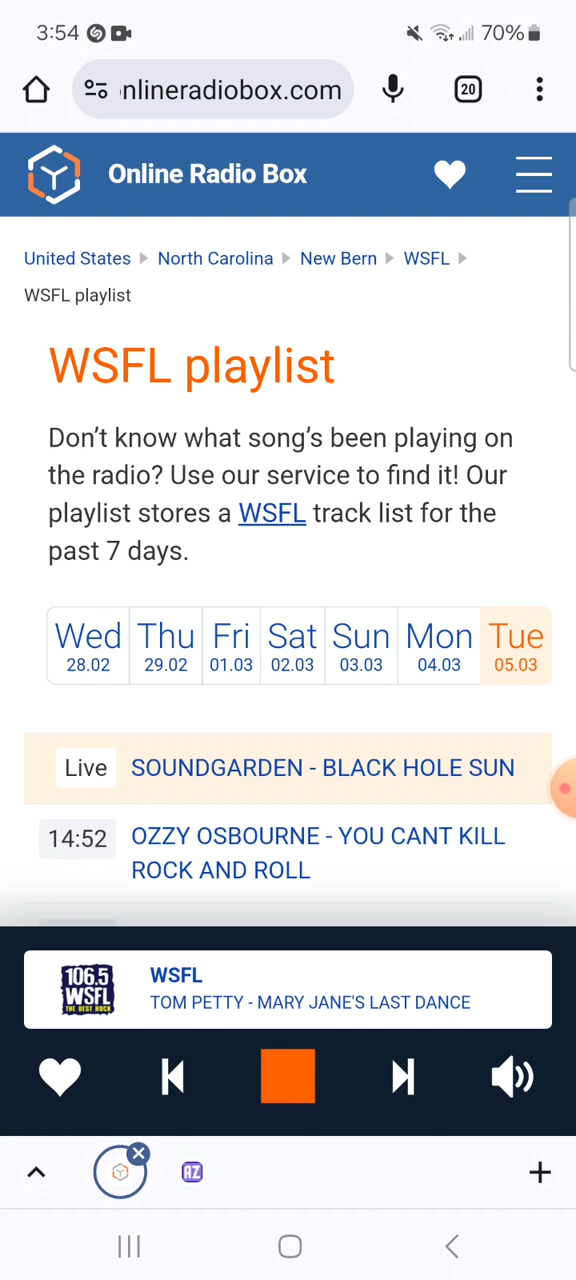 3:54 70%
nlineradiobox.com 20
Online Radio Box
United States North Carolina New Bern WSFL
WSFL playlist
WSFL playlist
Don’t know what song’s been playing on
the radio? Use our service to find it! Our
playlist stores a WSFL track list for the
past 7 days.
Wed Thu Fri Sat Sun Mon Tue
28.02 29.02 01.03 02.03 03.03 04.03 05.03
Live SOUNDGARDEN - BLACK HOLE SUN
14:52 OZZY OSBOURNE - YOU CANT KILL
ROCK AND ROLL
106.5
WSFL
THE BEST ROCK
WSFL
TOM PETTY - MARY JANE'S LAST DANCE
AZ